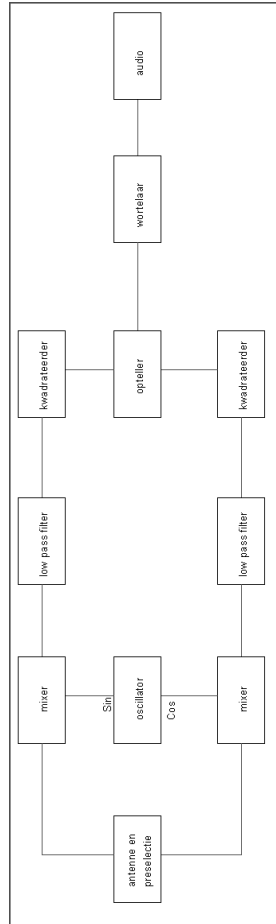 antenne en
preselectie
mixer
Sin
oscillator
Cos
mixer
low pass filter
low pass filter
kwadrateerder
opteller
kwadrateerder
wortelaar
audio